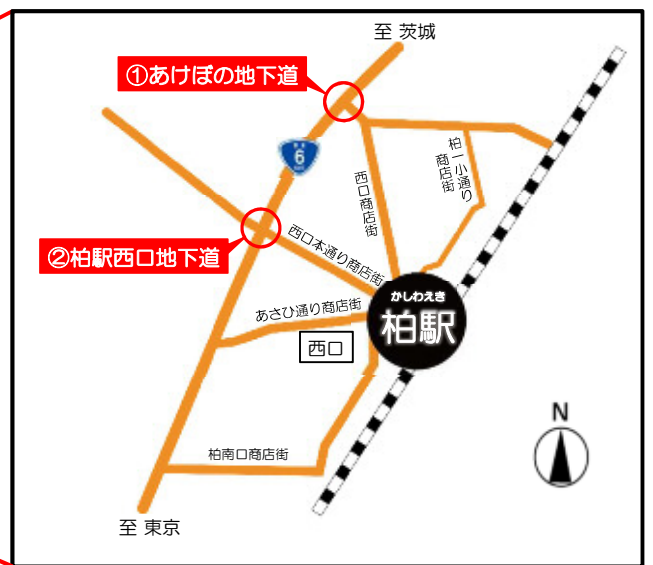 至 茨城
①あけぼの地下道
6
柏一小通り
商店街
西口商店街
②柏駅西口地下道
西口本通り商店街
かしわえき
柏駅
あさひ通り商店街
西口
N
柏南口商店街
至 東京